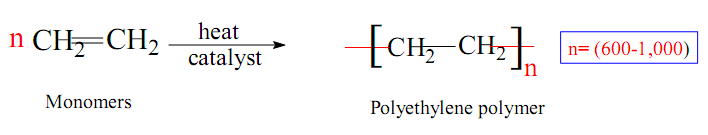 n CH₂=CH₂ heat catalyst [CH₂-CH₂]n n= (600-1,000)
Monomers
Polyethylene polymer